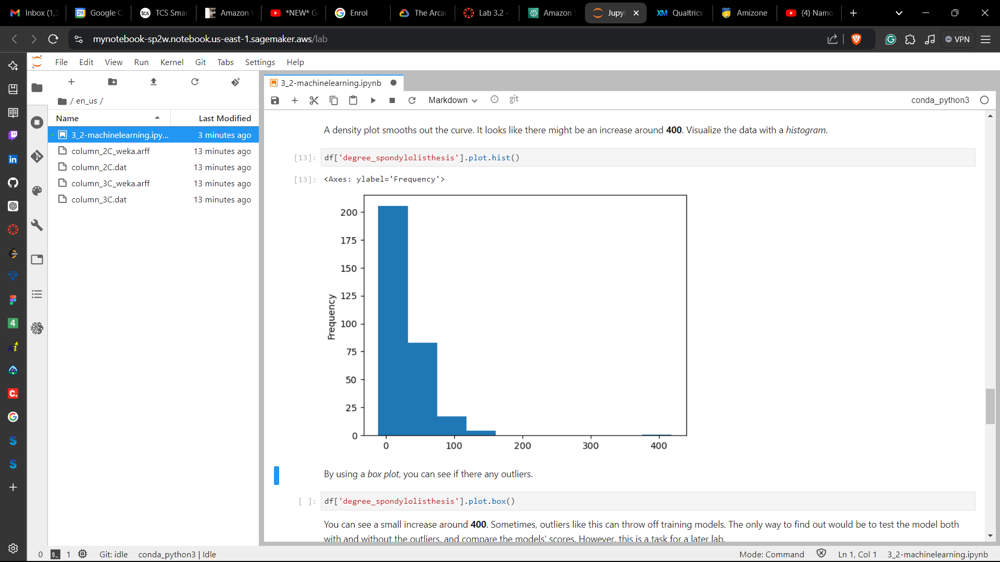 Inbox (1,3
Google C
TCS Smar
Amazon
*NEW* G
Enrol
The Arca
Lab 3.2 -
Amazon
Jupy
Qualtrics
Amizone
(4) Namo
mynotebook-sp2w.notebook.us-east-1.sagemaker.aws/lab
VPN
File Edit View Run Kernel Git Tabs Settings Help
3_2-machinelearning.ipynb
/ en_us /
Markdown
git
conda_python3
Name Last Modified
3_2-machinelearning.ipy... 3 minutes ago
column_2C_weka.arff 13 minutes ago
column_2C.dat 13 minutes ago
column_3C_weka.arff 13 minutes ago
column_3C.dat 13 minutes ago
A density plot smooths out the curve. It looks like there might be an increase around 400. Visualize the data with a histogram.
[13]: df['degree_spondylolisthesis'].plot.hist()
[13]: <Axes: ylabel='Frequency'>
200
175
150
125
100
75
50
25
0
Frequency
0 100 200 300 400
By using a box plot, you can see if there any outliers.
[ ]: df['degree_spondylolisthesis'].plot.box()
You can see a small increase around 400. Sometimes, outliers like this can throw off training models. The only way to find out would be to test the model both
with and without the outliers, and compare the models' scores. However, this is a task for a later lab.
0 1 Git: idle conda_python3 | Idle
Mode: Command Ln 1, Col 1 3_2-machinelearning.ipynb